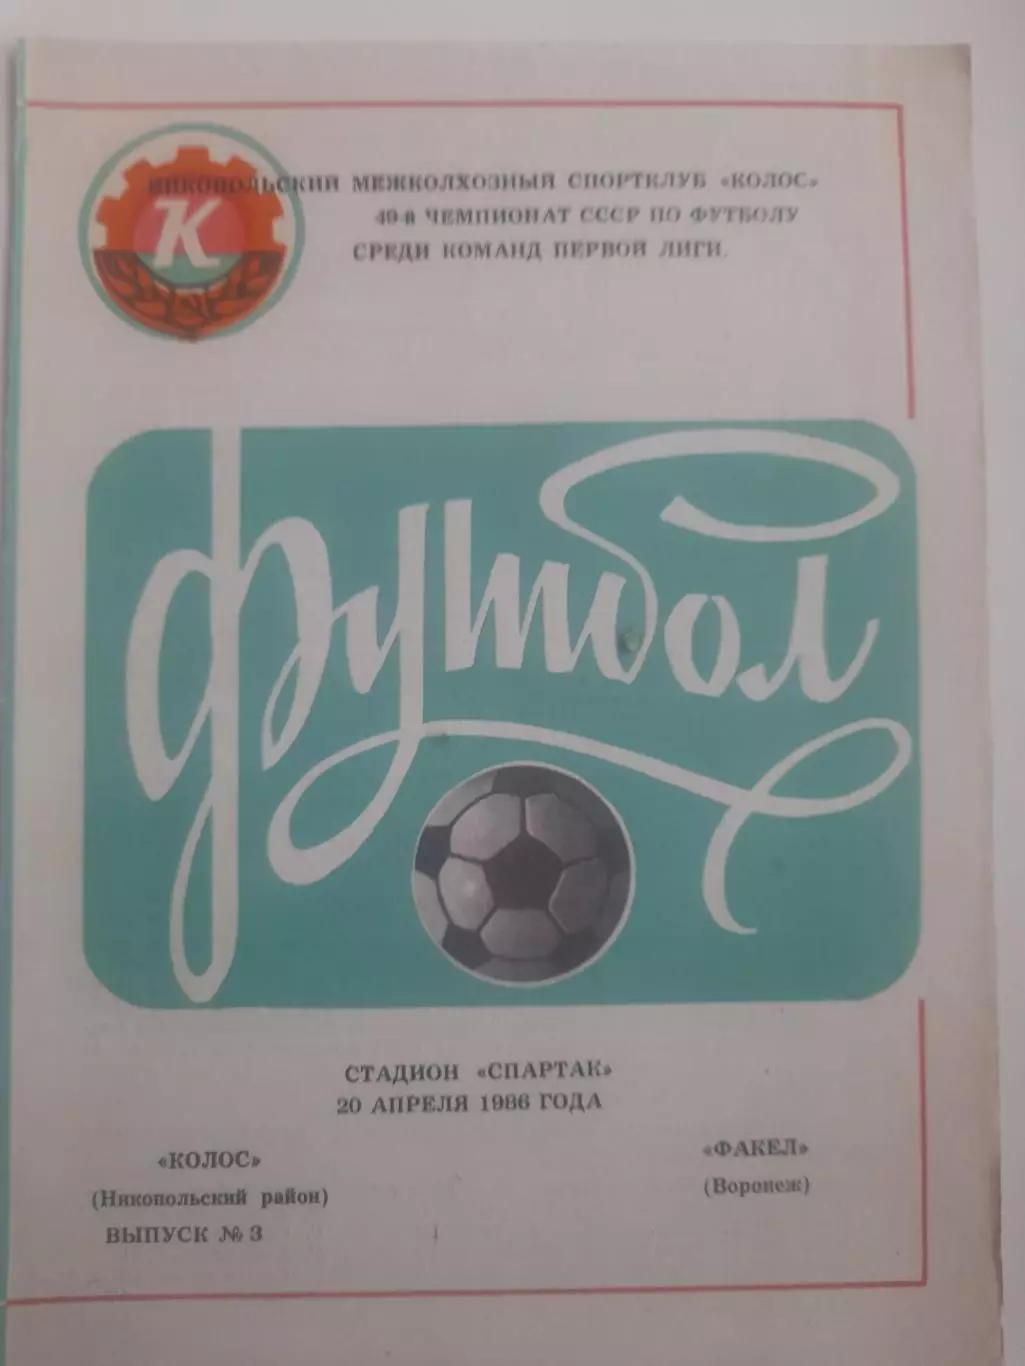 К
НИКОПОЛЬСКИЙ МЕЖКОЛХОЗНЫЙ СПОРТКЛУБ «КОЛОС»
49-й ЧЕМПИОНАТ СССР ПО ФУТБОЛУ
СРЕДИ КОМАНД ПЕРВОЙ ЛИГИ.
Футбол
СТАДИОН «СПАРТАК»
20 АПРЕЛЯ 1986 ГОДА
«КОЛОС»
(Никопольский район)
ВЫПУСК № 3
«ФАКЕЛ»
(Воронеж)